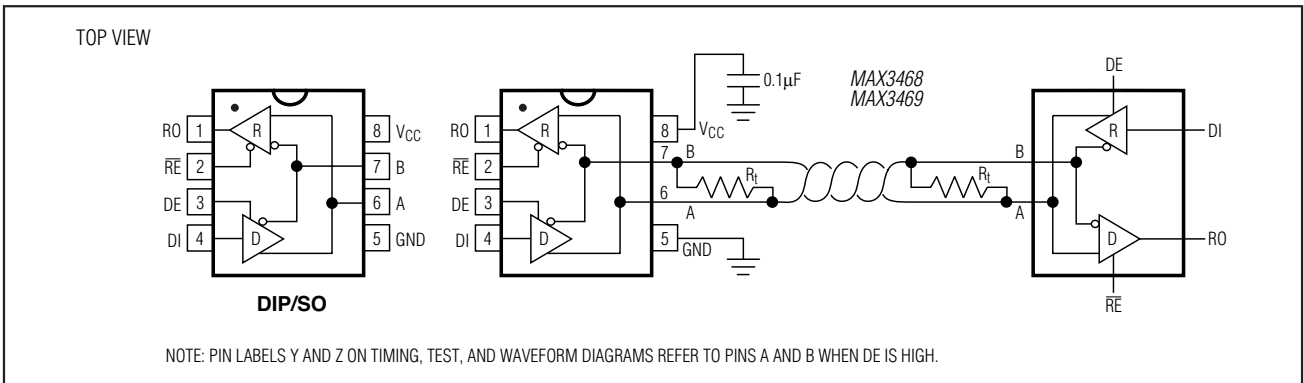 TOP VIEW
RO 1
RE 2
DE 3
DI 4
R
D
8 VCC
7 B
6 A
5 GND
DIP/SO
RO 1
RE 2
DE 3
DI 4
R
D
8 VCC
7 B
6 A
5 GND
0.1µF
MAX3468
MAX3469
Rt
Rt
B
A
DE
R
DI
D
RO
RE
NOTE: PIN LABELS Y AND Z ON TIMING, TEST, AND WAVEFORM DIAGRAMS REFER TO PINS A AND B WHEN DE IS HIGH.